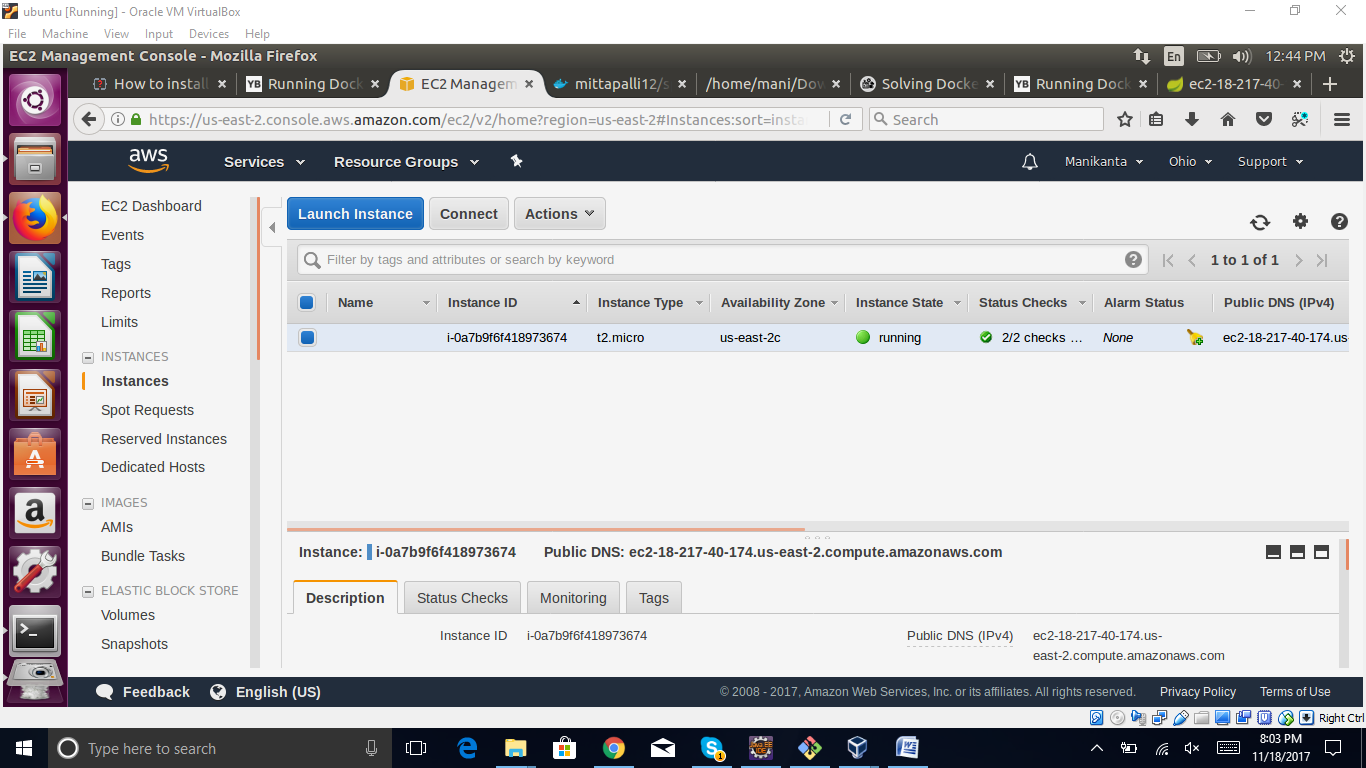 ubuntu [Running] - Oracle VM VirtualBox
File Machine View Input Devices Help
EC2 Management Console - Mozilla Firefox En 12:44 PM
How to install YB Running Dock EC2 Managem mittapalli12/s /home/mani/Dow Solving Docke YB Running Dock ec2-18-217-40-
https://us-east-2.console.aws.amazon.com/ec2/v2/home?region=us-east-2#Instances:sort=insta Search
aws Services Resource Groups Manikanta Ohio Support
EC2 Dashboard
Events
Tags
Reports
Limits
INSTANCES
Instances
Spot Requests
Reserved Instances
Dedicated Hosts
IMAGES
AMIs
Bundle Tasks
ELASTIC BLOCK STORE
Volumes
Snapshots
Launch Instance Connect Actions
Filter by tags and attributes or search by keyword 1 to 1 of 1
Name Instance ID Instance Type Availability Zone Instance State Status Checks Alarm Status Public DNS (IPv4)
i-0a7b9f6f418973674 t2.micro us-east-2c running 2/2 checks ... None ec2-18-217-40-174.us-
Instance: i-0a7b9f6f418973674 Public DNS: ec2-18-217-40-174.us-east-2.compute.amazonaws.com
Description Status Checks Monitoring Tags
Instance ID i-0a7b9f6f418973674 Public DNS (IPv4) ec2-18-217-40-174.us-
east-2.compute.amazonaws.com
Feedback English (US) © 2008 - 2017, Amazon Web Services, Inc. or its affiliates. All rights reserved. Privacy Policy Terms of Use
Right Ctrl
Type here to search 8:03 PM
11/18/2017